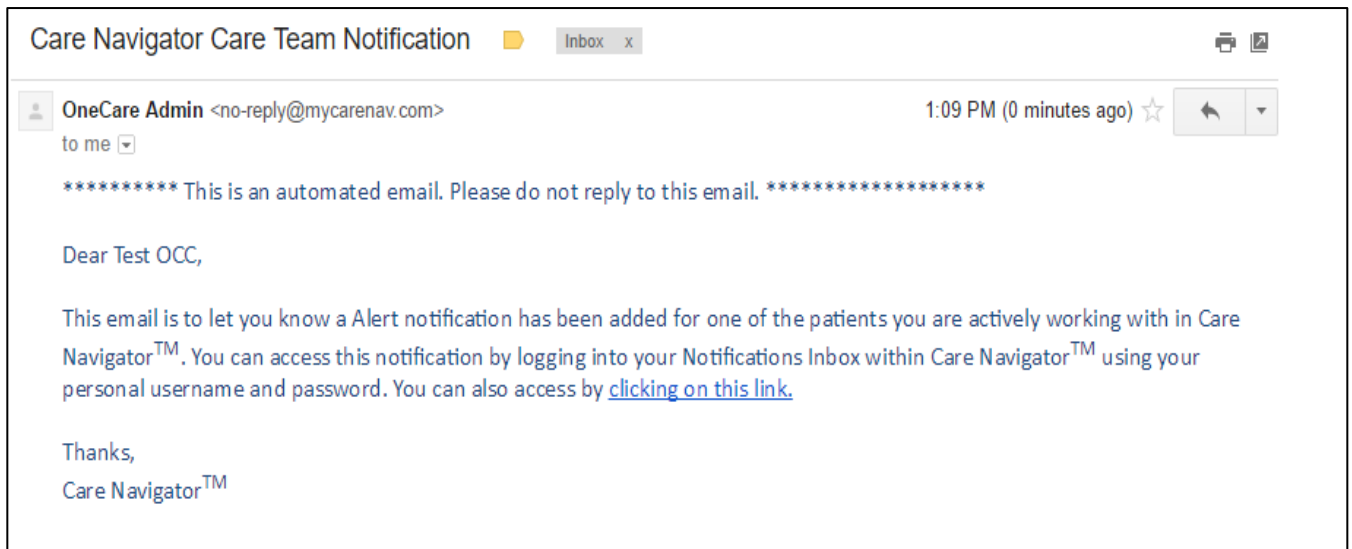 Care Navigator Care Team Notification Inbox x
OneCare Admin <no-reply@mycarenav.com> 1:09 PM (0 minutes ago)
to me
********** This is an automated email. Please do not reply to this email. *******************
Dear Test OCC,
This email is to let you know a Alert notification has been added for one of the patients you are actively working with in Care
Navigator™. You can access this notification by logging into your Notifications Inbox within Care Navigator™ using your
personal username and password. You can also access by clicking on this link.
Thanks,
Care Navigator™